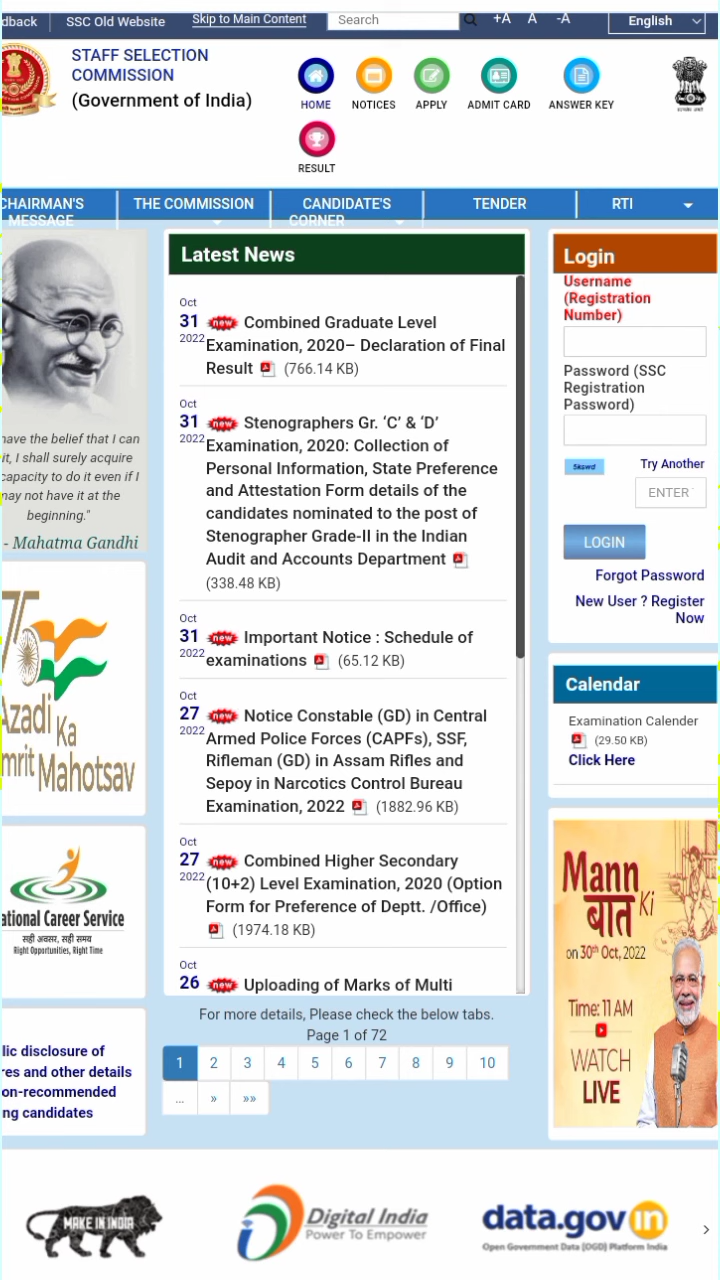 dback
SSC Old Website
Skip to Main Content
Search
+A
A
-A
English
STAFF SELECTION
COMMISSION
(Government of India)
HOME
NOTICES
APPLY
ADMIT CARD
ANSWER KEY
RESULT
CHAIRMAN'S
MESSAGE
THE COMMISSION
CANDIDATE'S
CORNER
TENDER
RTI
have the belief that I can
it, I shall surely acquire
capacity to do it even if I
may not have it at the
beginning."
- Mahatma Gandhi
75
Azadi Ka
mrit Mahotsav
ational Career Service
सही अवसर, सही समय
Right Opportunities, Right Time
lic disclosure of
res and other details
on-recommended
ng candidates
Latest News
Oct
31
2022
new Combined Graduate Level
Examination, 2020– Declaration of Final
Result (766.14 KB)
Oct
31
2022
new Stenographers Gr. ‘C’ & ‘D’
Examination, 2020: Collection of
Personal Information, State Preference
and Attestation Form details of the
candidates nominated to the post of
Stenographer Grade-II in the Indian
Audit and Accounts Department
(338.48 KB)
Oct
31
2022
new Important Notice : Schedule of
examinations (65.12 KB)
Oct
27
2022
new Notice Constable (GD) in Central
Armed Police Forces (CAPFs), SSF,
Rifleman (GD) in Assam Rifles and
Sepoy in Narcotics Control Bureau
Examination, 2022 (1882.96 KB)
Oct
27
2022
new Combined Higher Secondary
(10+2) Level Examination, 2020 (Option
Form for Preference of Deptt. /Office)
(1974.18 KB)
Oct
26
new Uploading of Marks of Multi
For more details, Please check the below tabs.
Page 1 of 72
1 2 3 4 5 6 7 8 9 10
... » »»
Login
Username
(Registration
Number)
Password (SSC
Registration
Password)
Try Another
ENTER
LOGIN
Forgot Password
New User ? Register
Now
Calendar
Examination Calender
(29.50 KB)
Click Here
Mann
Ki
बात
on 30th Oct, 2022
Time: 11 AM
WATCH
LIVE
MAKE IN INDIA
Digital India
Power To Empower
data.gov in
Open Government Data (OGD) Platform India
›